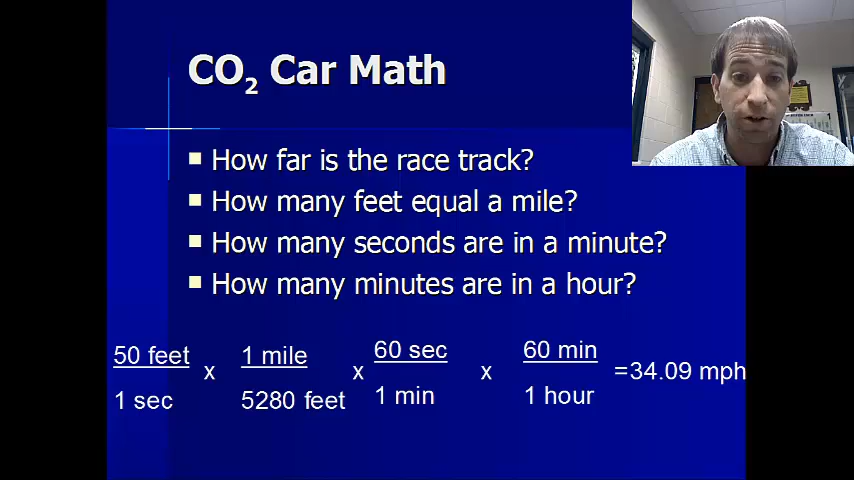 CO2 Car Math
How far is the race track?
How many feet equal a mile?
How many seconds are in a minute?
How many minutes are in a hour?
50 feet x 1 mile x 60 sec x 60 min =34.09 mph
1 sec 5280 feet 1 min 1 hour